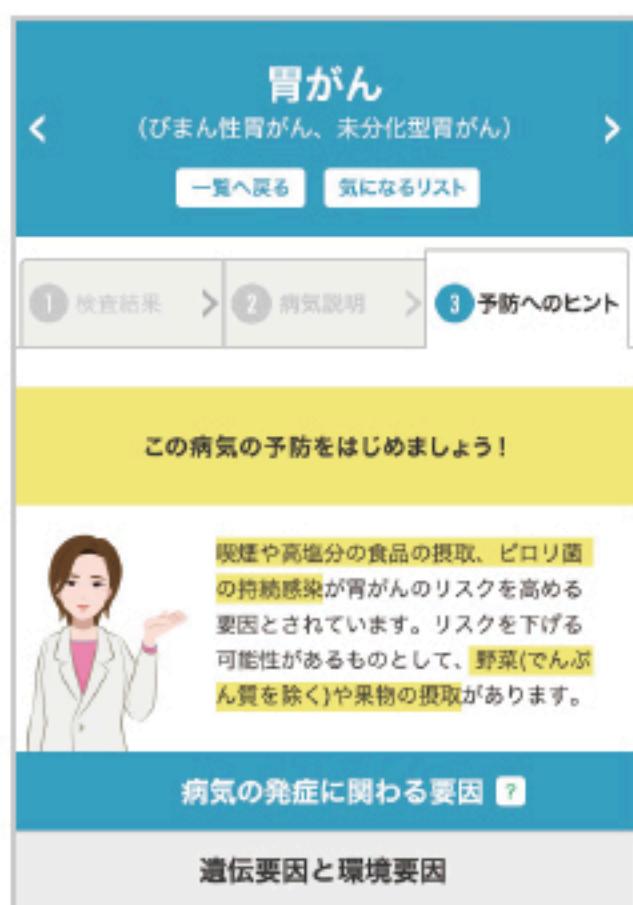 胃がん
(びまん性胃がん、未分化型胃がん)
一覧へ戻る 気になるリスト
1 検査結果 2 病気説明 3 予防へのヒント
この病気の予防をはじめましょう!
喫煙や高塩分の食品の摂取、ピロリ菌
の持続感染が胃がんのリスクを高める
要因とされています。リスクを下げる
可能性があるものとして、野菜(でんぷ
ん質を除く)や果物の摂取があります。
病気の発症に関わる要因 ?
遺伝要因と環境要因